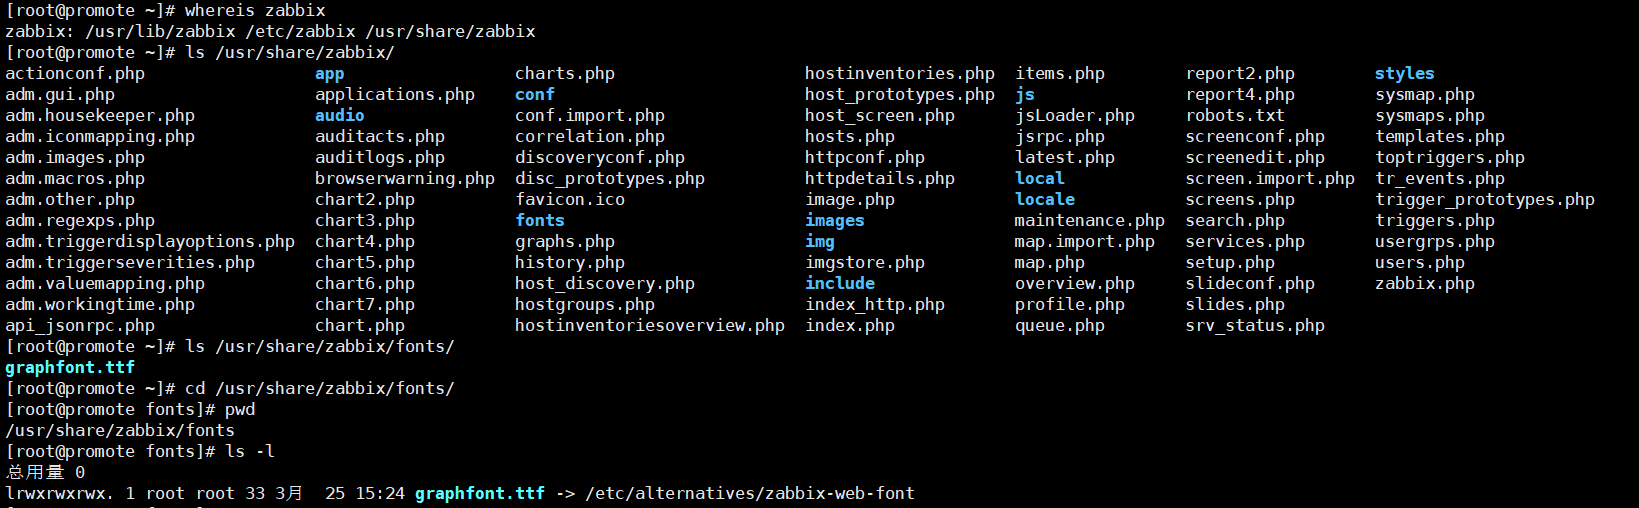 [root@promote ~]# whereis zabbix
zabbix: /usr/lib/zabbix /etc/zabbix /usr/share/zabbix
[root@promote ~]# ls /usr/share/zabbix/
actionconf.php app charts.php hostinventories.php items.php report2.php styles
adm.gui.php applications.php conf host_prototypes.php js report4.php sysmap.php
adm.housekeeper.php audio conf.import.php host_screen.php jsLoader.php robots.txt sysmaps.php
adm.iconmapping.php auditacts.php correlation.php hosts.php jsrpc.php screenconf.php templates.php
adm.images.php auditlogs.php discoveryconf.php httpconf.php latest.php screenedit.php toptriggers.php
adm.macros.php browserwarning.php disc_prototypes.php httpdetails.php local screen.import.php tr_events.php
adm.other.php chart2.php favicon.ico image.php locale screens.php trigger_prototypes.php
adm.regexps.php chart3.php fonts images maintenance.php search.php triggers.php
adm.triggerdisplayoptions.php chart4.php graphs.php img map.import.php services.php usergrps.php
adm.triggerseverities.php chart5.php history.php imgstore.php map.php setup.php users.php
adm.valuemapping.php chart6.php host_discovery.php include overview.php slideconf.php zabbix.php
adm.workingtime.php chart7.php hostgroups.php index_http.php profile.php slides.php
api_jsonrpc.php chart.php hostinventoriesoverview.php index.php queue.php srv_status.php
[root@promote ~]# ls /usr/share/zabbix/fonts/
graphfont.ttf
[root@promote ~]# cd /usr/share/zabbix/fonts/
[root@promote fonts]# pwd
/usr/share/zabbix/fonts
[root@promote fonts]# ls -l
总用量 0
lrwxrwxrwx. 1 root root 33 3月  25 15:24 graphfont.ttf -> /etc/alternatives/zabbix-web-font